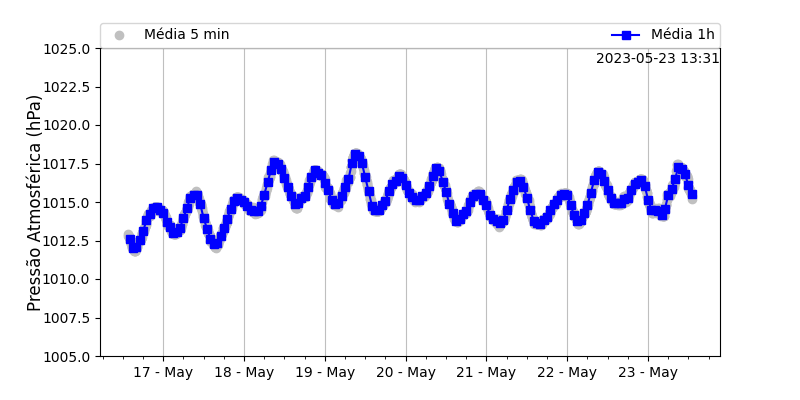 Média 5 min
Média 1h
2023-05-23 13:31
Pressão Atmosférica (hPa)
1025.0
1022.5
1020.0
1017.5
1015.0
1012.5
1010.0
1007.5
1005.0
17 - May
18 - May
19 - May
20 - May
21 - May
22 - May
23 - May